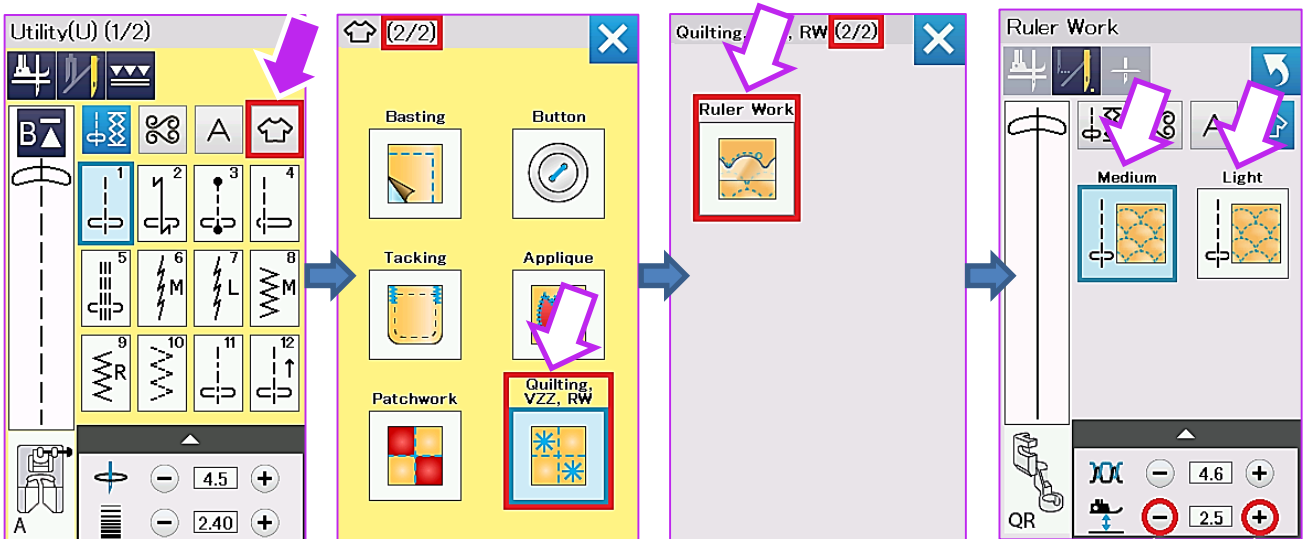 Utility(U) (1/2)
B
A
1
2
3
4
5
6
M
7
L
8
M
9
R
10
11
12
A
4.5
2.40
(2/2)
Basting
Button
Tacking
Applique
Patchwork
Quilting,
VZZ, RW
Quilting, RW (2/2)
Ruler Work
Ruler Work
A
Medium
Light
QR
4.6
2.5